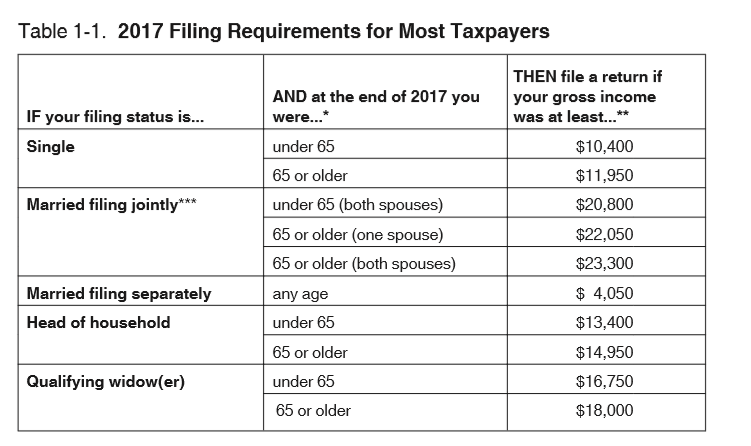 Table 1-1. 2017 Filing Requirements for Most Taxpayers
IF your filing status is...
AND at the end of 2017 you
were...*
THEN file a return if
your gross income
was at least...**
Single
under 65
$10,400
65 or older
$11,950
Married filing jointly***
under 65 (both spouses)
$20,800
65 or older (one spouse)
$22,050
65 or older (both spouses)
$23,300
Married filing separately
any age
$ 4,050
Head of household
under 65
$13,400
65 or older
$14,950
Qualifying widow(er)
under 65
$16,750
65 or older
$18,000